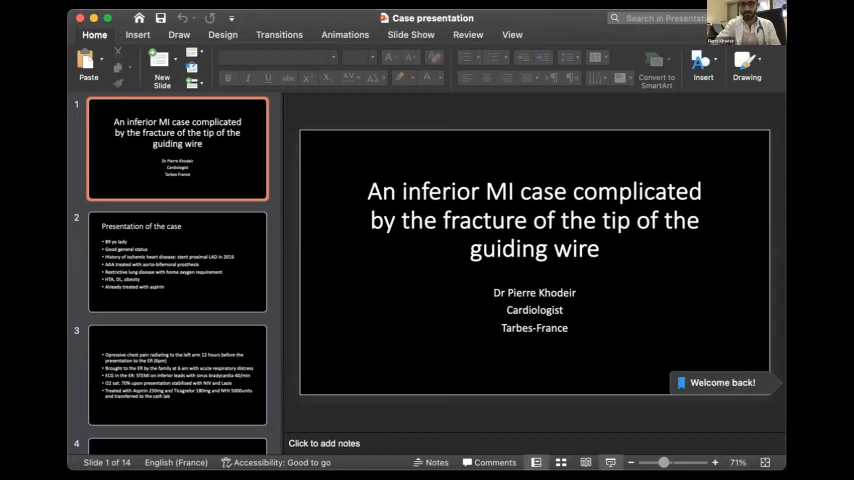 Case presentation
Search in Presentat
Home Insert Draw Design Transitions Animations Slide Show Review View
Paste
New
Slide
Convert to
SmartArt
Insert
Drawing
1
An inferior MI case complicated
by the fracture of the tip of the
guiding wire
Dr Pierre Khodeir
Cardiologist
Tarbes-France
2
Presentation of the case
• 89 yo lady
• Good general status
• History of ischemic heart disease: stent proximal LAD in 2016
• AAA treated with aorto-bifemoral prosthesis
• Restrictive lung disease with home oxygen requirement
• HTA, DL, obesity
• Already treated with aspirin
3
• Opressive chest pain radiating to the left arm 12 hours before the
presentation to the ER (6pm)
• Brought to the ER by the family at 6 am with acute respiratory distress
• ECG in the ER: STEMI on inferior leads with sinus bradycardia 40/min
• O2 sat: 70% upon presentation stabilised with NIV and Lasix
• Treated with Aspirin 250mg and Ticagrelor 180mg and NFH 5000units
and transferred to the cath lab
4
An inferior MI case complicated
by the fracture of the tip of the
guiding wire
Dr Pierre Khodeir
Cardiologist
Tarbes-France
Welcome back!
Click to add notes
Slide 1 of 14 English (France) Accessibility: Good to go Notes Comments 71%
Pierre Khodeir